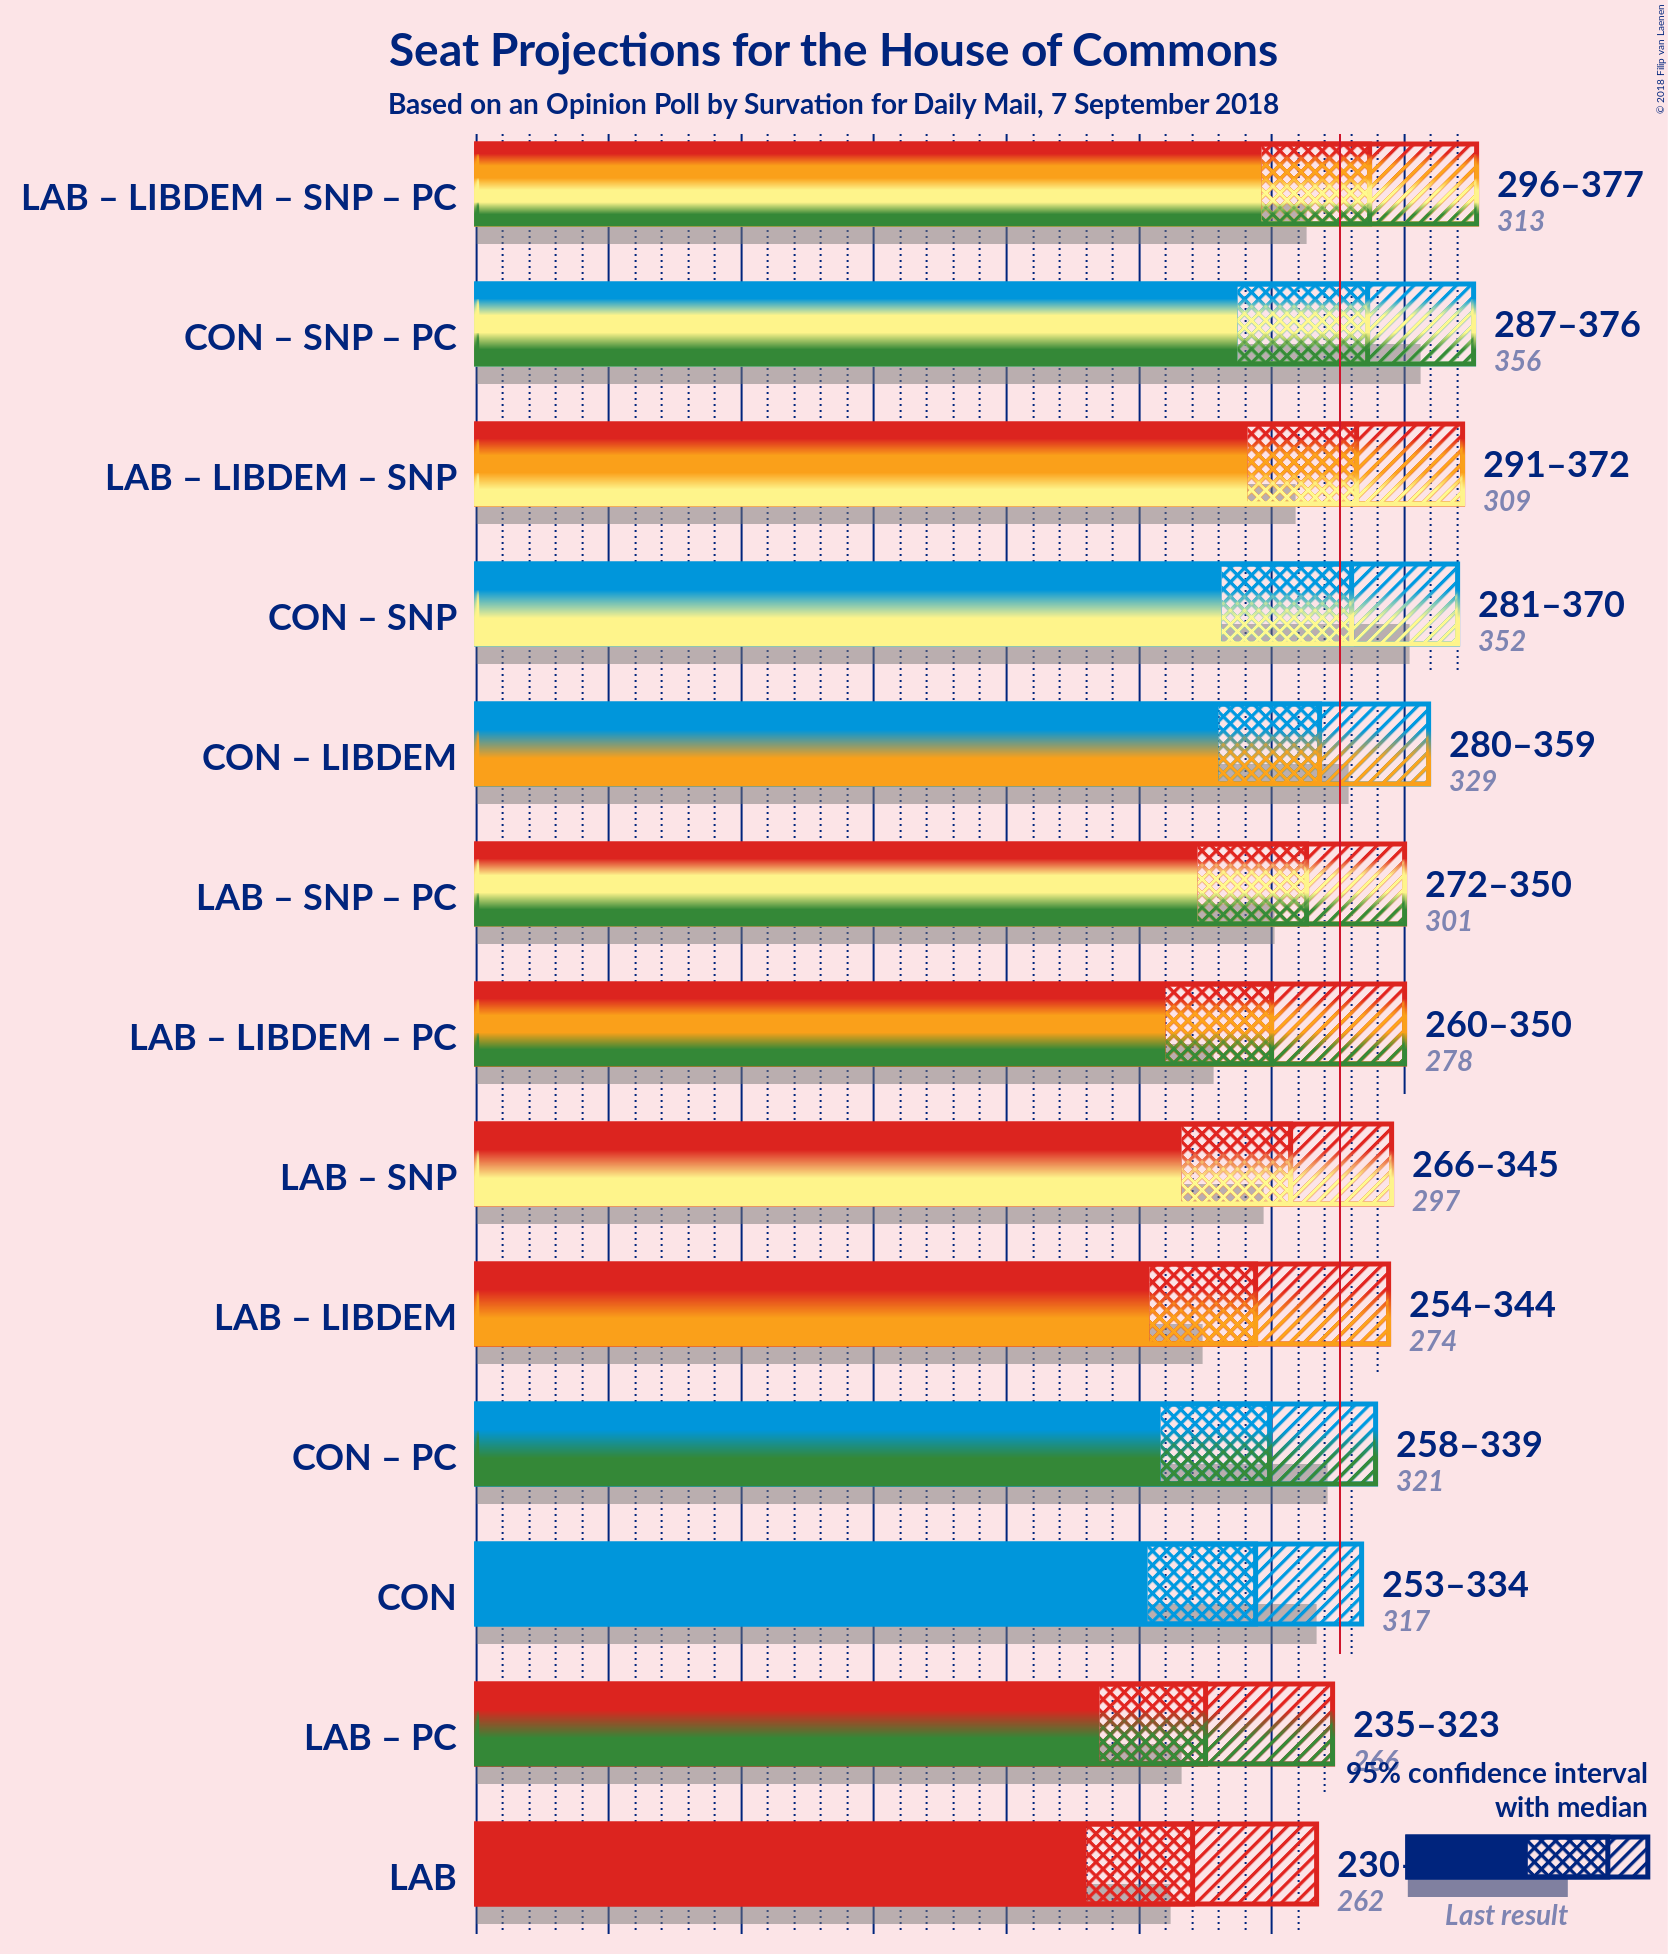 Seat Projections for the House of Commons
Based on an Opinion Poll by Survation for Daily Mail, 7 September 2018
© 2018 Filip van Laenen
LAB – LIBDEM – SNP – PC
296–377
313
CON – SNP – PC
287–376
356
LAB – LIBDEM – SNP
291–372
309
CON – SNP
281–370
352
CON – LIBDEM
280–359
329
LAB – SNP – PC
272–350
301
LAB – LIBDEM – PC
260–350
278
LAB – SNP
266–345
297
LAB – LIBDEM
254–344
274
CON – PC
258–339
321
CON
253–334
317
LAB – PC
235–323
266
95% confidence interval
with median
LAB
230–
262
Last result